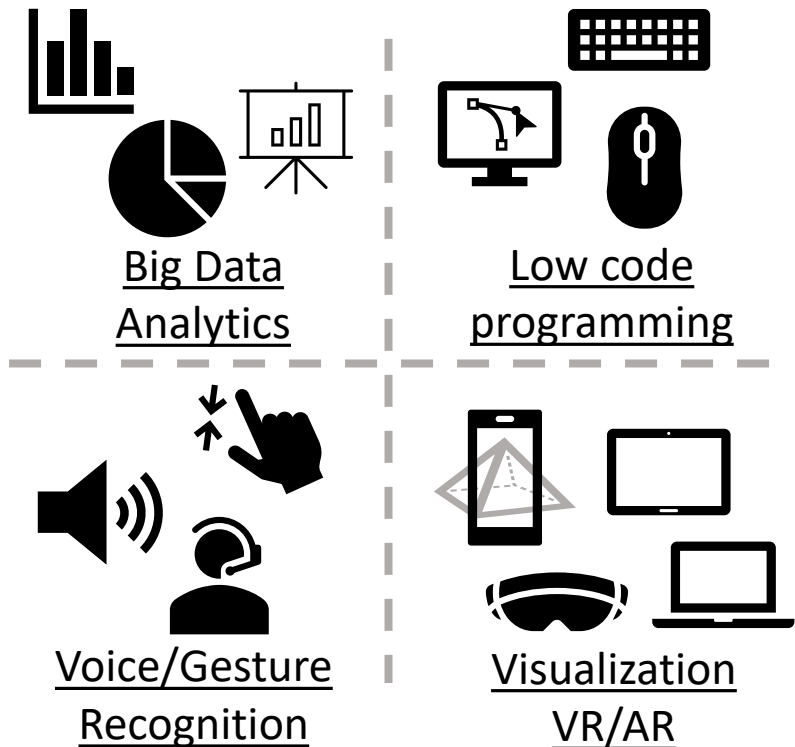 Big Data
Analytics
Low code
programming
Voice/Gesture
Recognition
Visualization
VR/AR